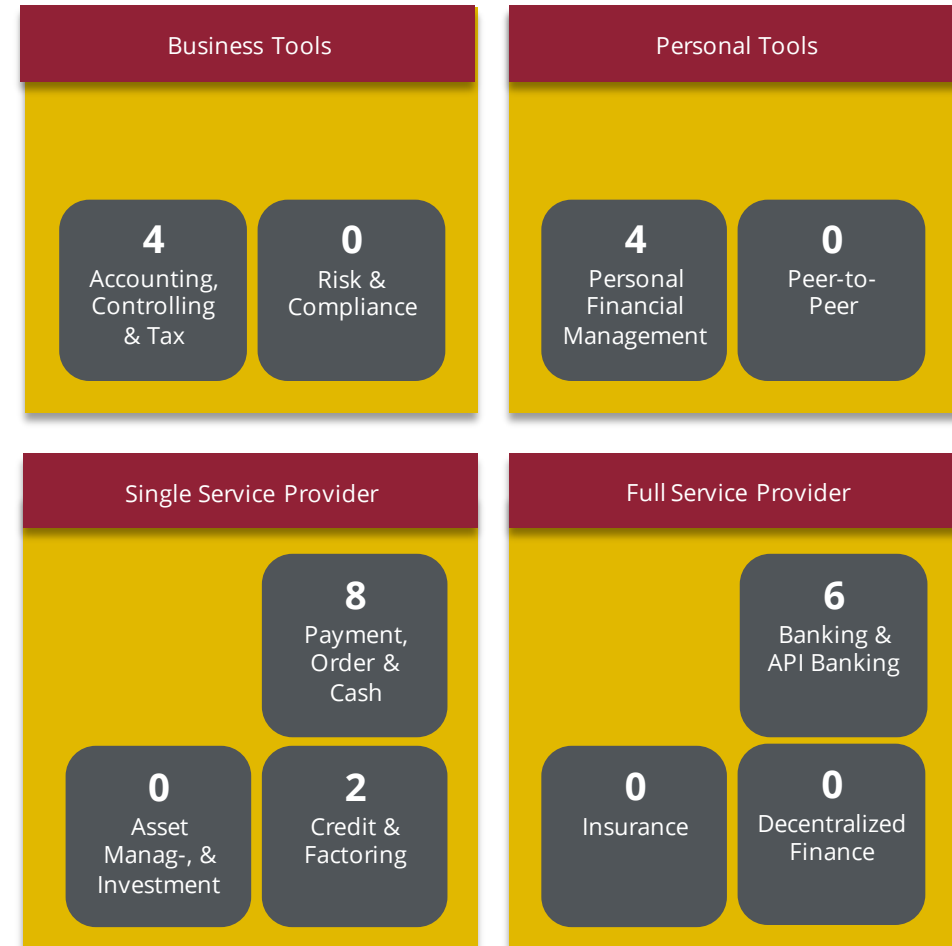 Business Tools
4
Accounting,
Controlling
& Tax
0
Risk &
Compliance
Personal Tools
4
Personal
Financial
Management
0
Peer-to-
Peer
Single Service Provider
8
Payment,
Order &
Cash
0
Asset
Manag-, &
Investment
2
Credit &
Factoring
Full Service Provider
6
Banking &
API Banking
0
Insurance
0
Decentralized
Finance